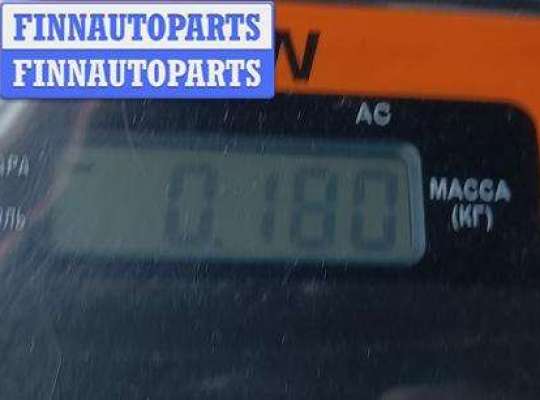 FINNAUTOPARTS
FINNAUTOPARTS
W
AC
0.180
МАССА
(КГ)